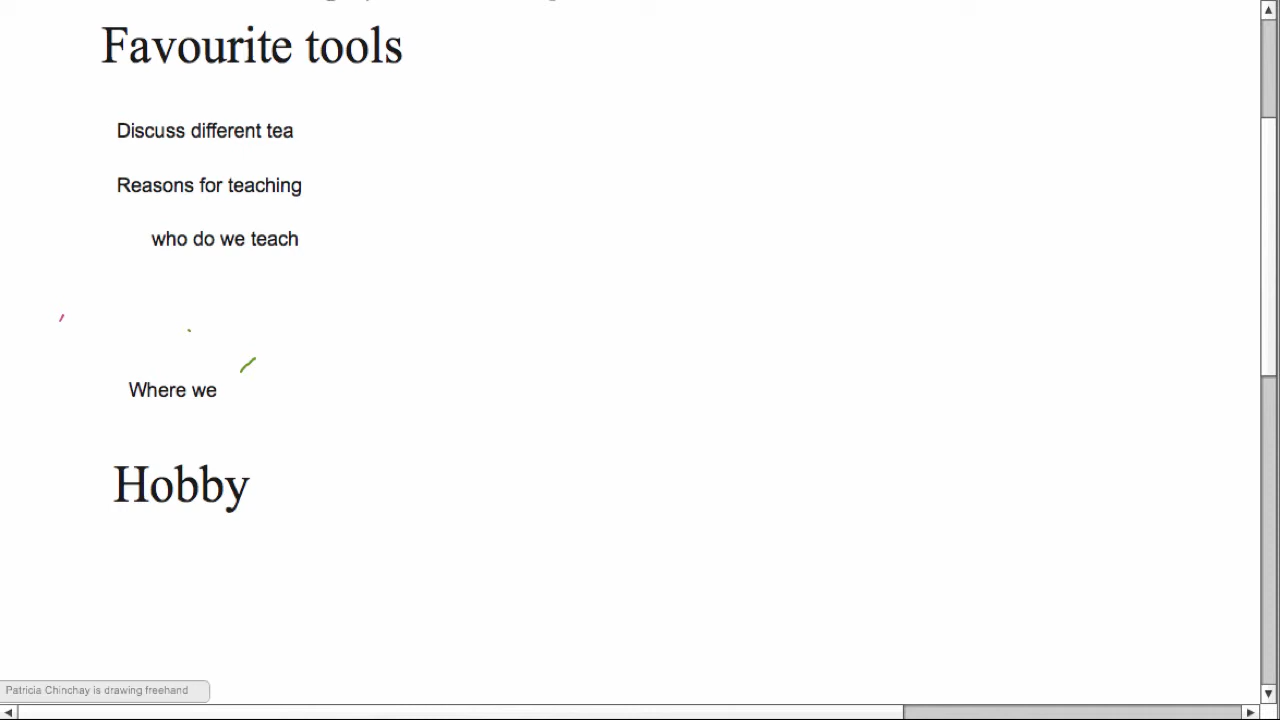 Favourite tools
Discuss different tea
Reasons for teaching
who do we teach
Where we
Hobby
Patricia Chinchay is drawing freehand